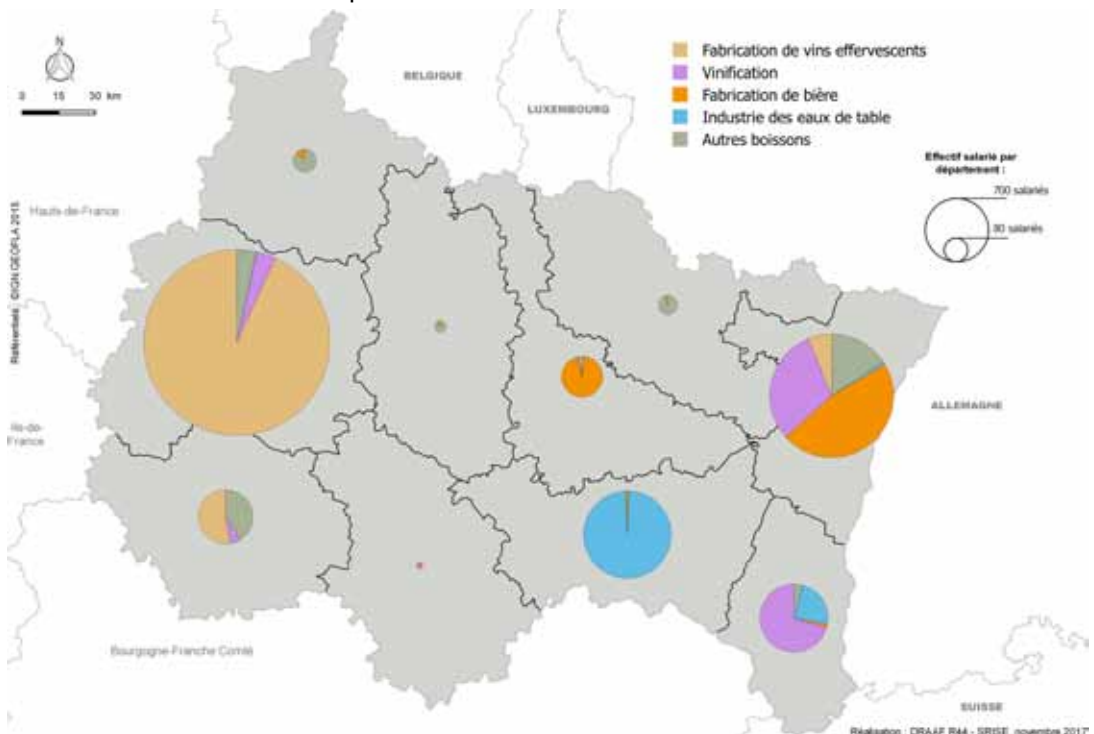 N
0 15 30 km
BELGIQUE
LUXEMBOURG
Fabrication de vins effervescents
Vinification
Fabrication de bière
Industrie des eaux de table
Autres boissons
Effectif salarié par
département :
700 salariés
80 salariés
Hauts-de-France
Référentiels : ©IGN GEOFLA 2015
Ile-de-
France
ALLEMAGNE
Bourgogne-Franche Comté
SUISSE
Réalisation : DRAAF R44 - SRISE novembre 2017